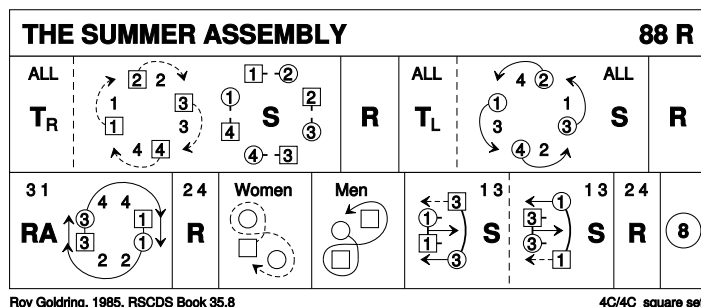 THE SUMMER ASSEMBLY 88 R
ALL ALL ALL
2 2 1 2 4 2
1 3 1 2 1 1
TR S R TL S R
1 3 4 3 3 3
4 4 4 3 4 2
3 1 2 4 Women Men 1 3 1 3 2 4
4 4 3 1
3 1 1 3
RA R S S R 8
3 1 1 3
2 2 3 1
Roy Goldring, 1985, RSCDS Book 35.8 4C/4C square set